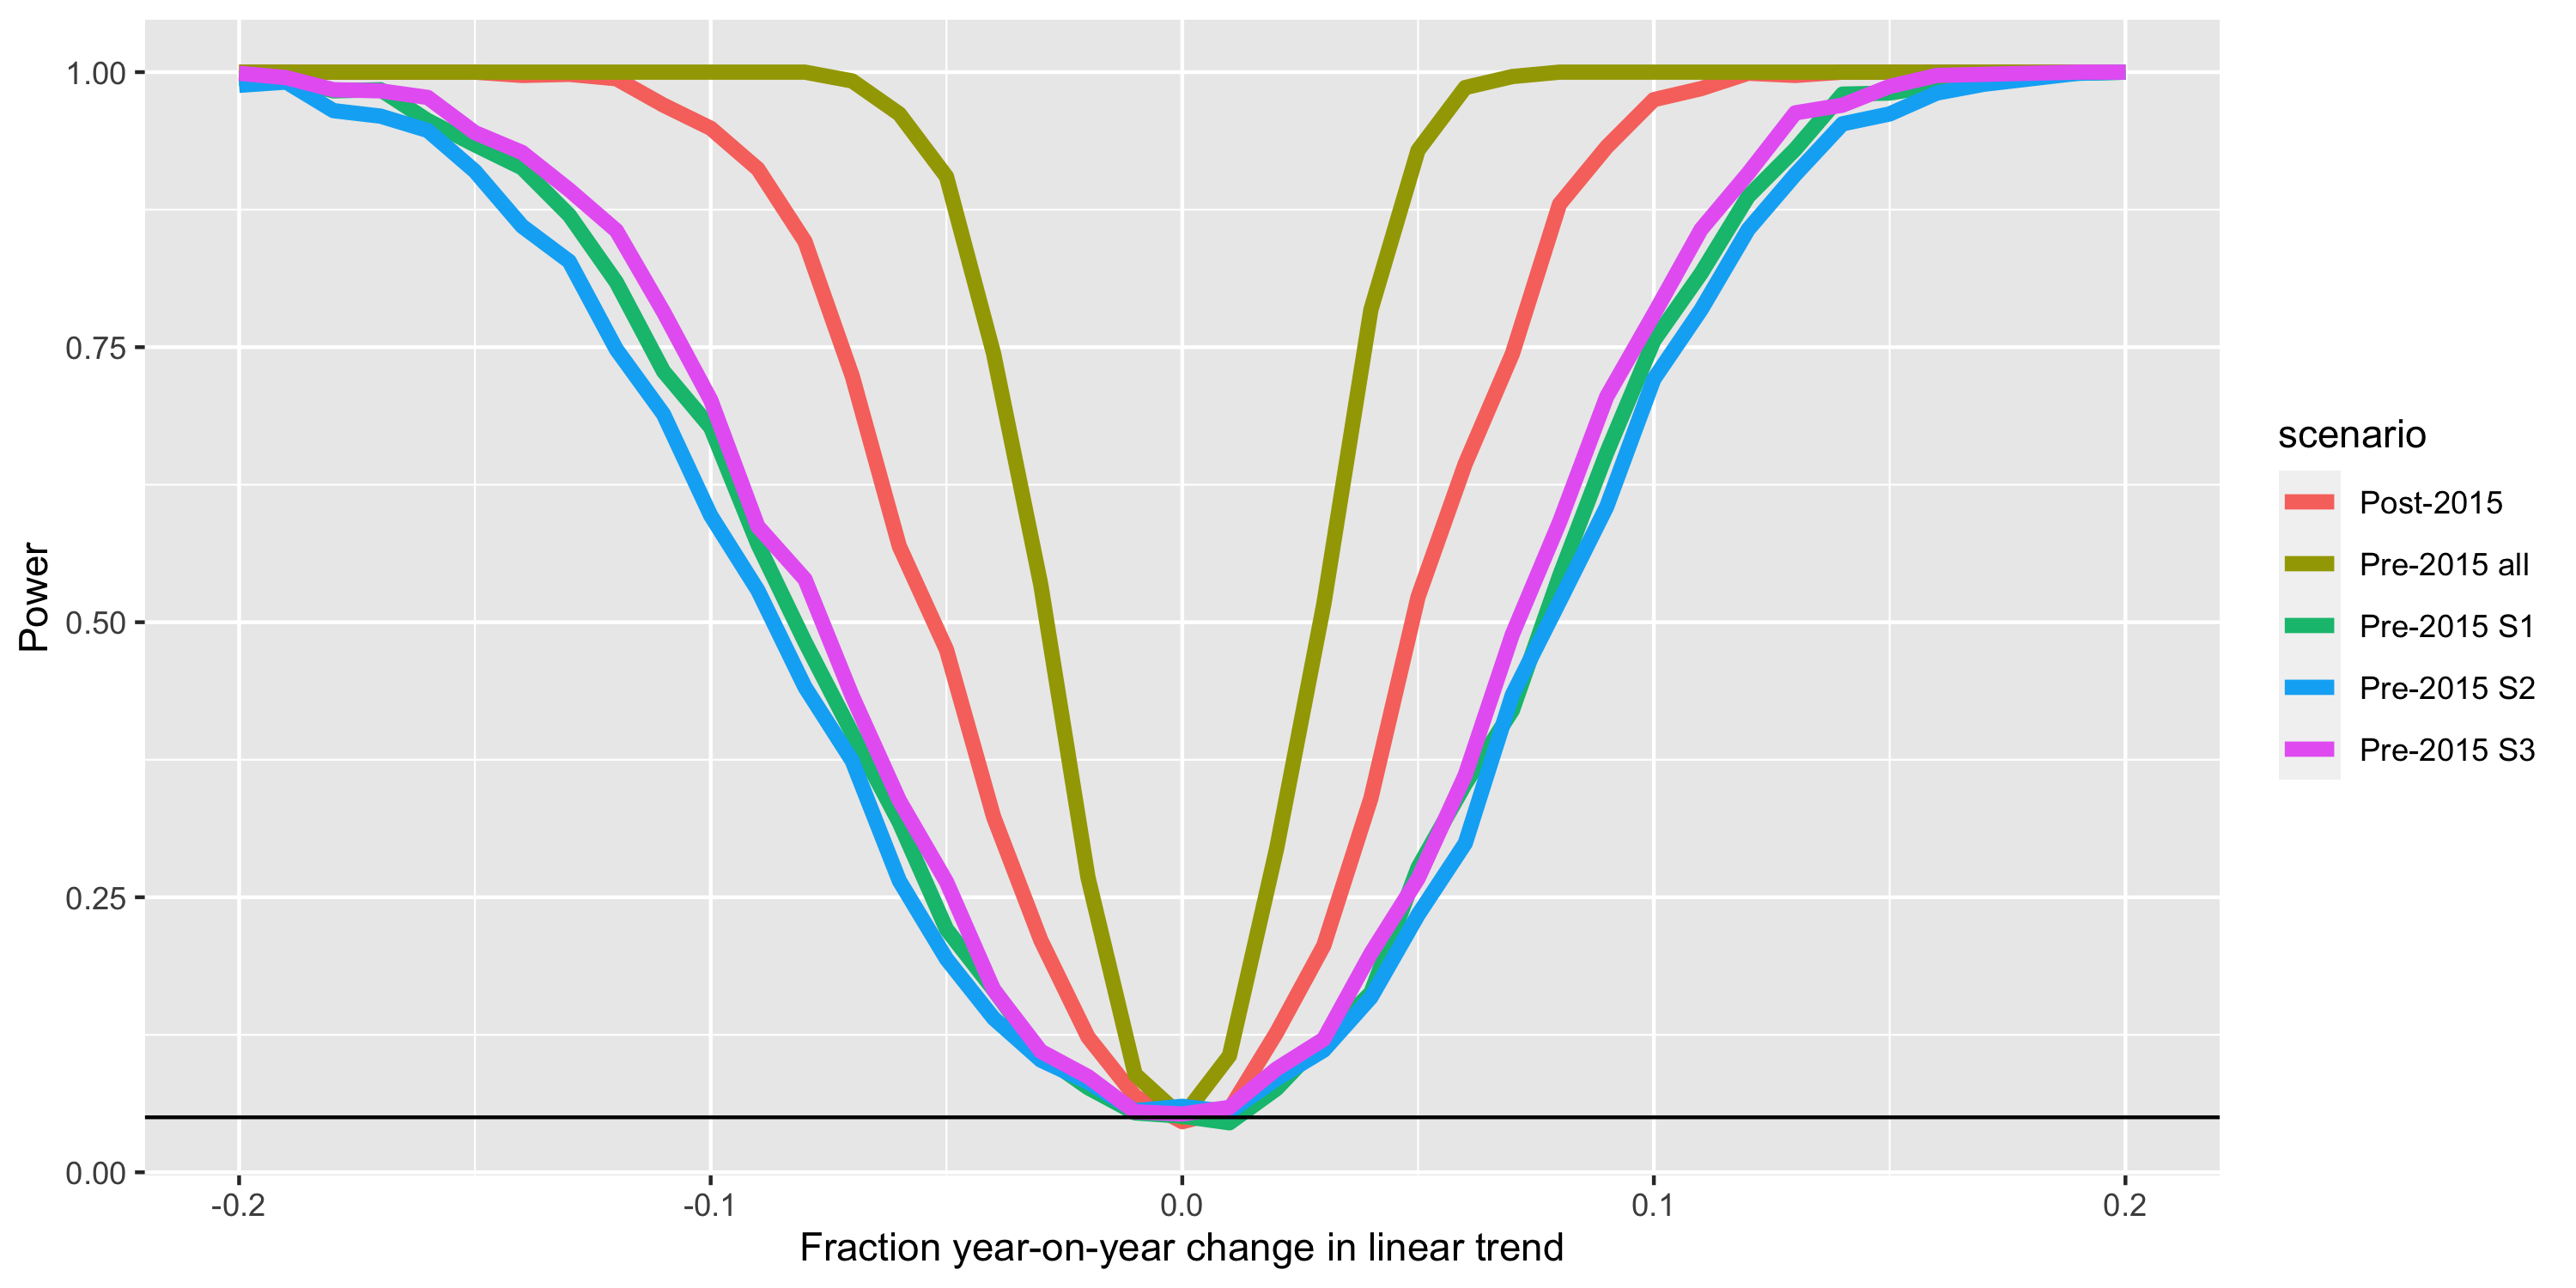 1.00
0.75
0.50
0.25
0.00
Power
-0.2
-0.1
0.0
0.1
0.2
Fraction year-on-year change in linear trend
scenario
Post-2015
Pre-2015 all
Pre-2015 S1
Pre-2015 S2
Pre-2015 S3